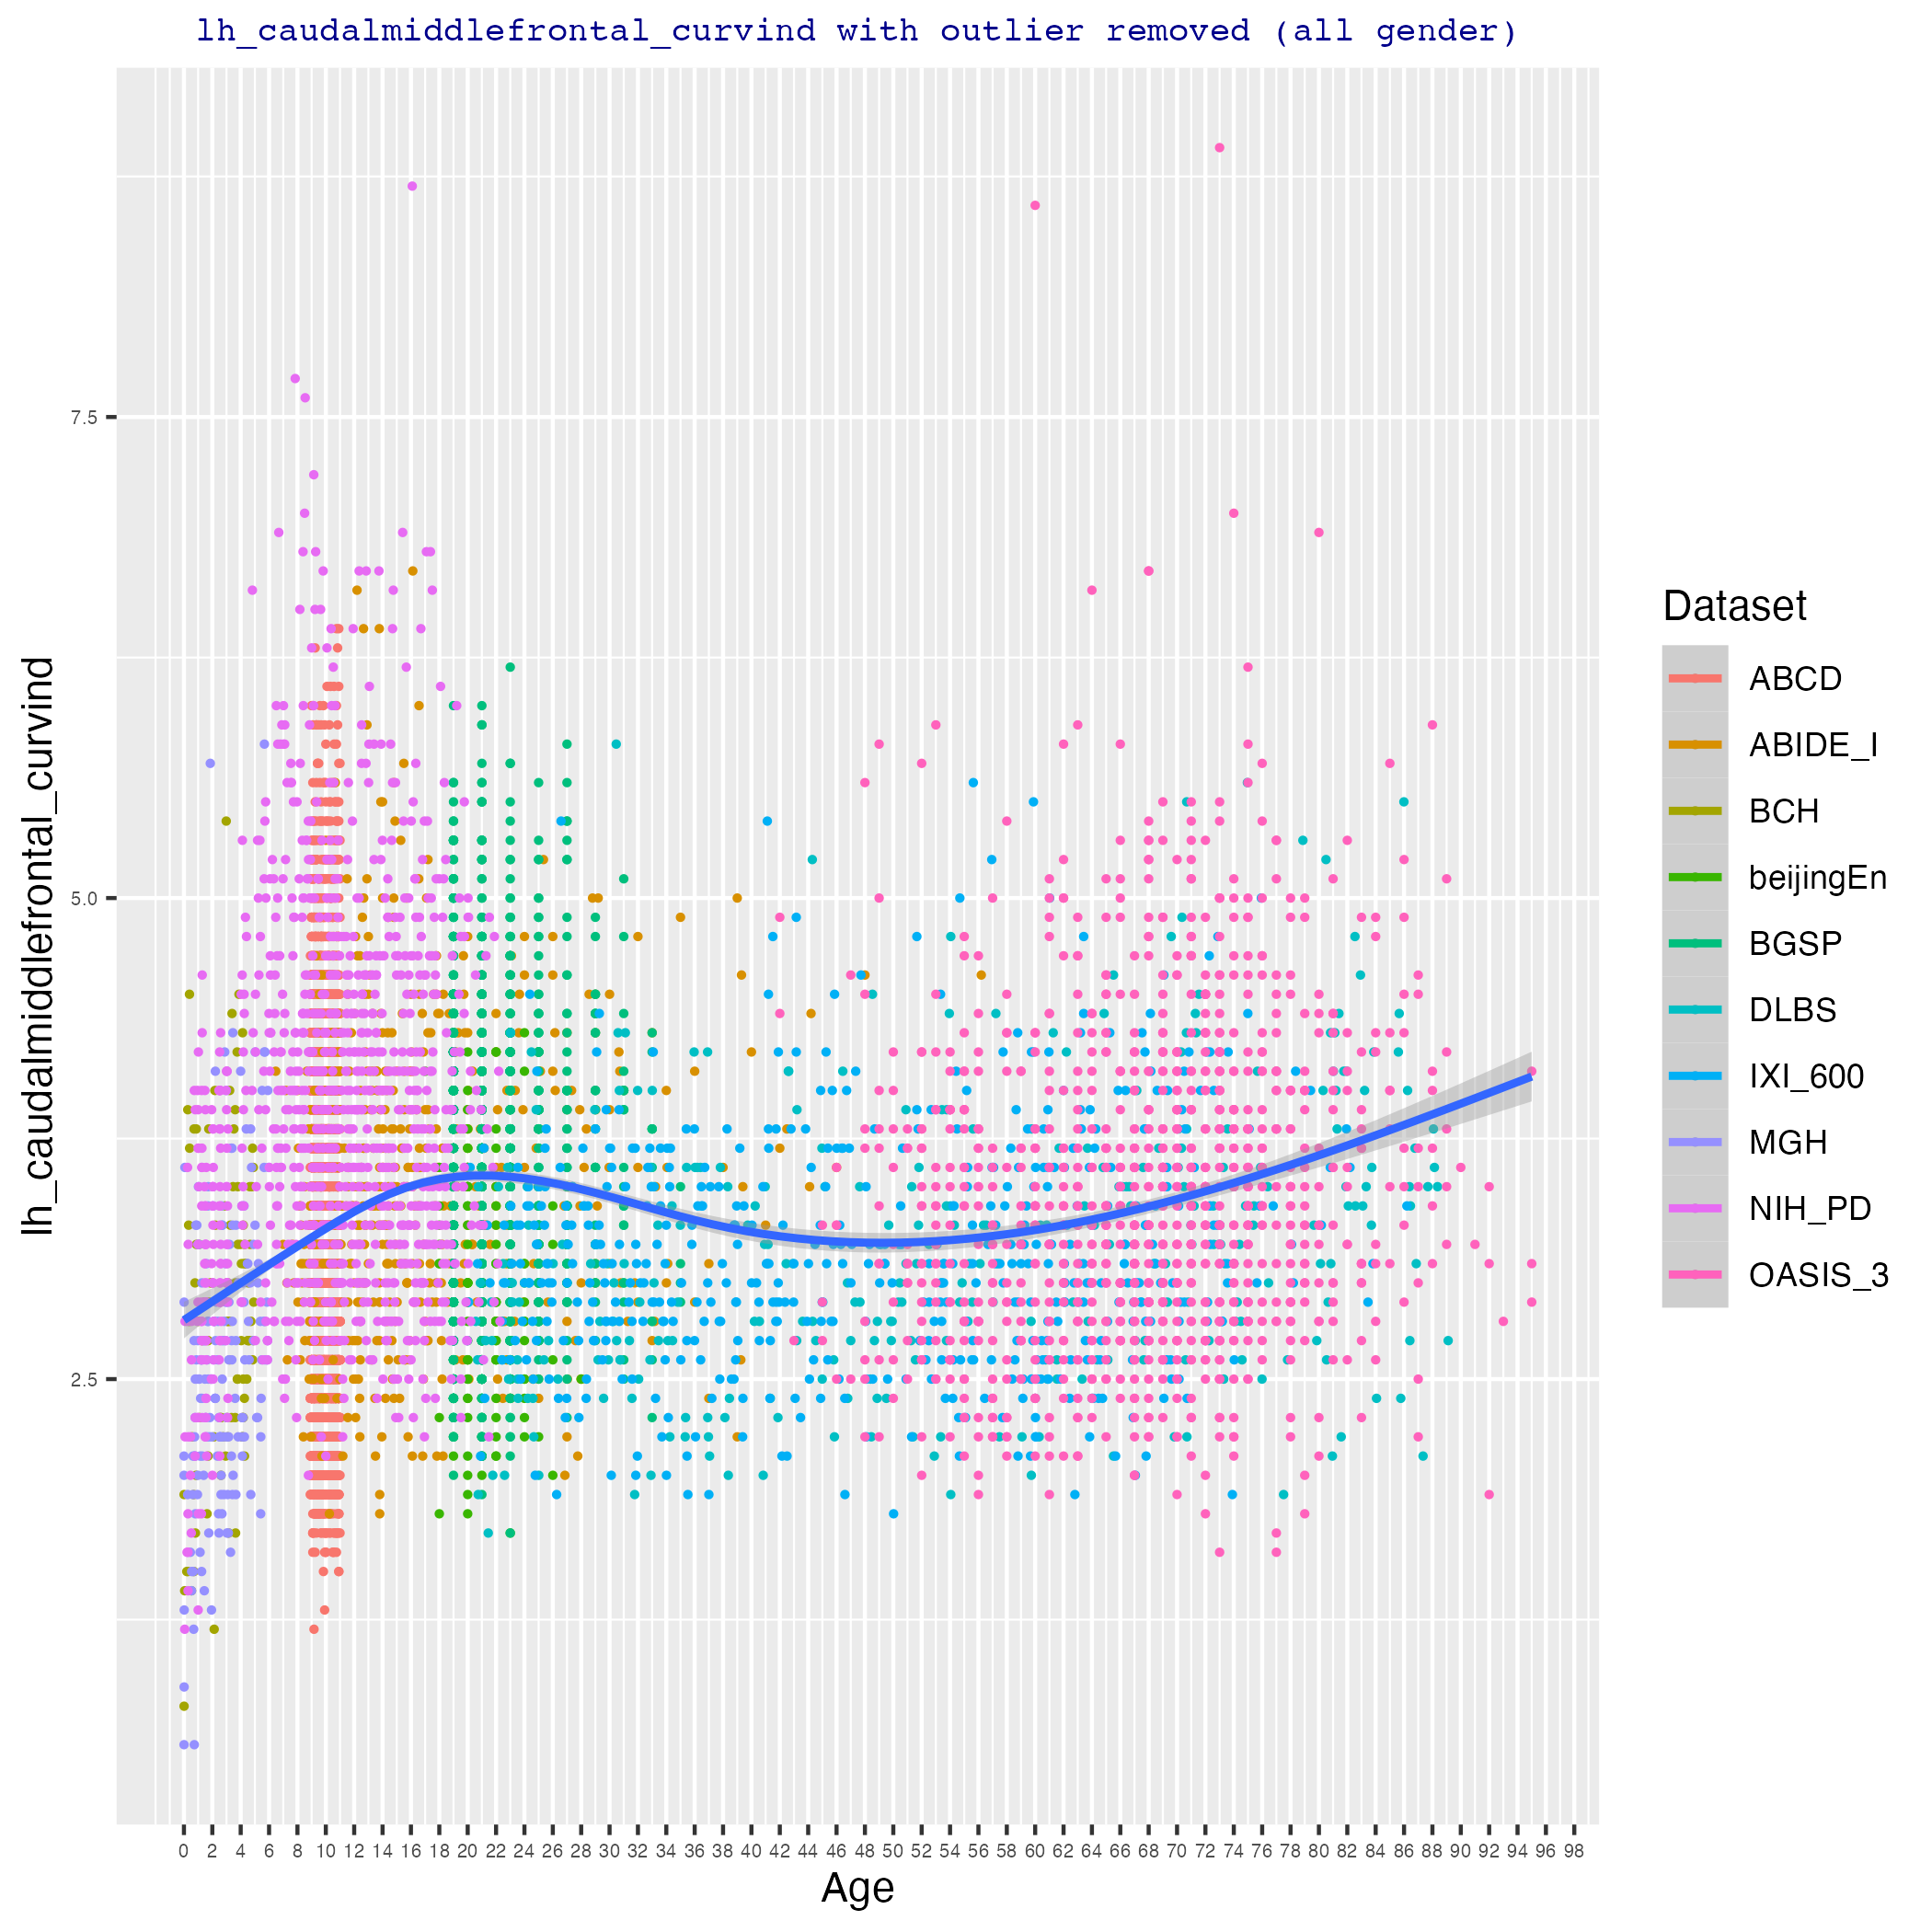 lh_caudalmiddlefrontal_curvind with outlier removed (all gender)
lh_caudalmiddlefrontal_curvind
7.5
5.0
2.5
0 2 4 6 8 10 12 14 16 18 20 22 24 26 28 30 32 34 36 38 40 42 44 46 48 50 52 54 56 58 60 62 64 66 68 70 72 74 76 78 80 82 84 86 88 90 92 94 96 98
Age
Dataset
ABCD
ABIDE_I
BCH
beijingEn
BGSP
DLBS
IXI_600
MGH
NIH_PD
OASIS_3